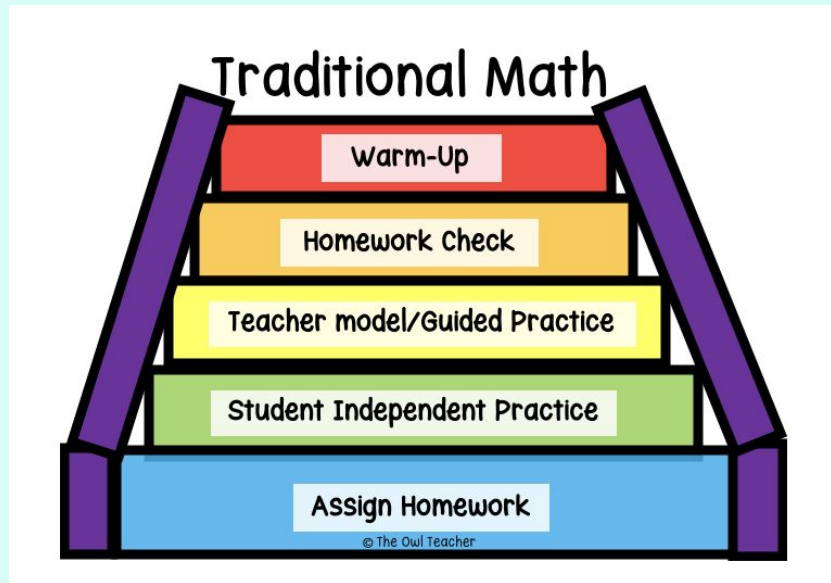 Traditional Math
Warm-Up
Homework Check
Teacher model/Guided Practice
Student Independent Practice
Assign Homework
© The Owl Teacher